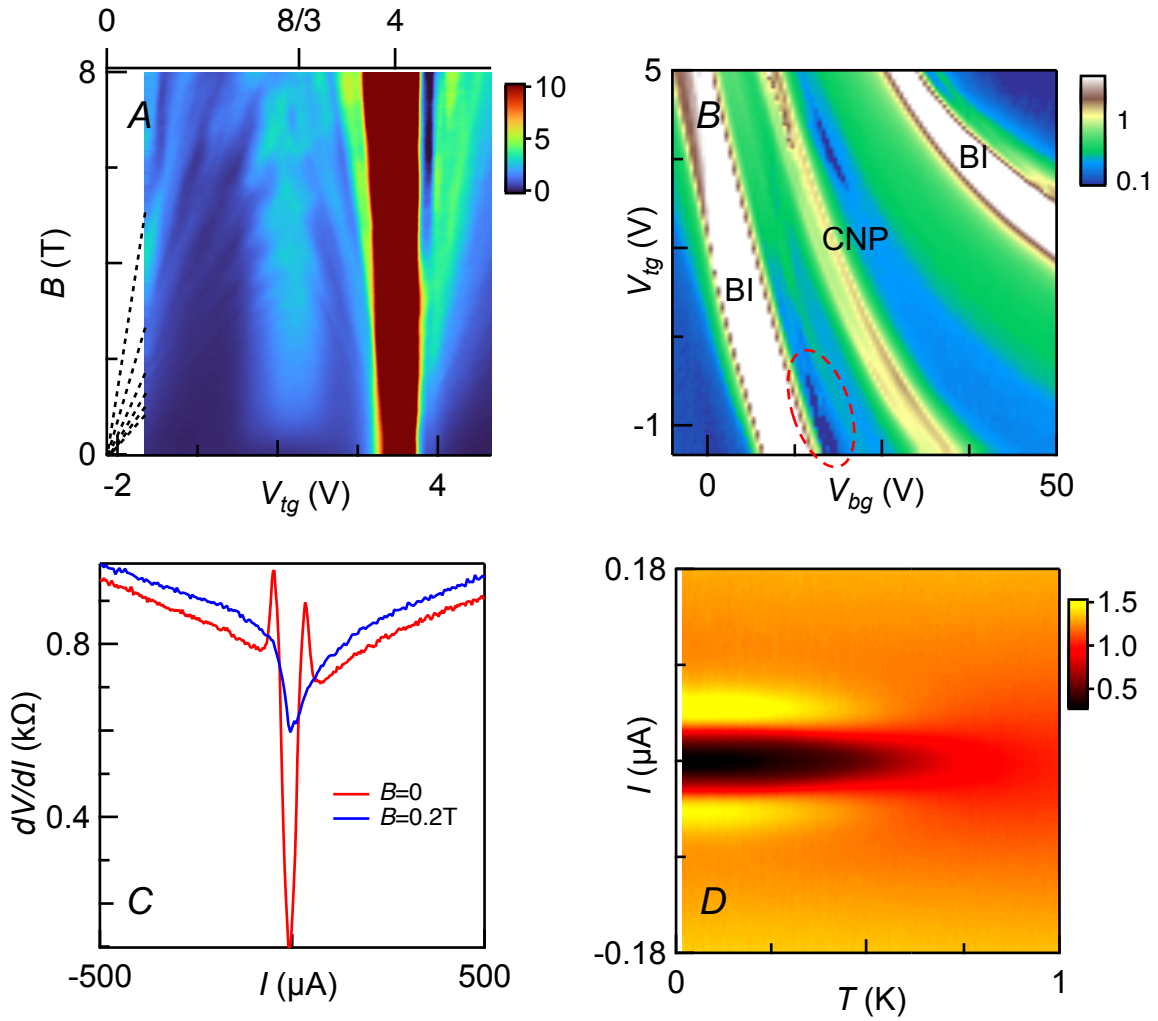 0 8/3 4
8
A
10
5
0
B (T)
0
-2 4
V_tg (V)
5
B
BI
1
0.1
CNP
V_tg (V)
BI
-1
0 50
V_bg (V)
0.8
dV/dI (kΩ)
B=0
B=0.2T
0.4
C
-500 500
I (µA)
0.18
1.5
1.0
0.5
I (µA)
D
-0.18
0 1
T (K)